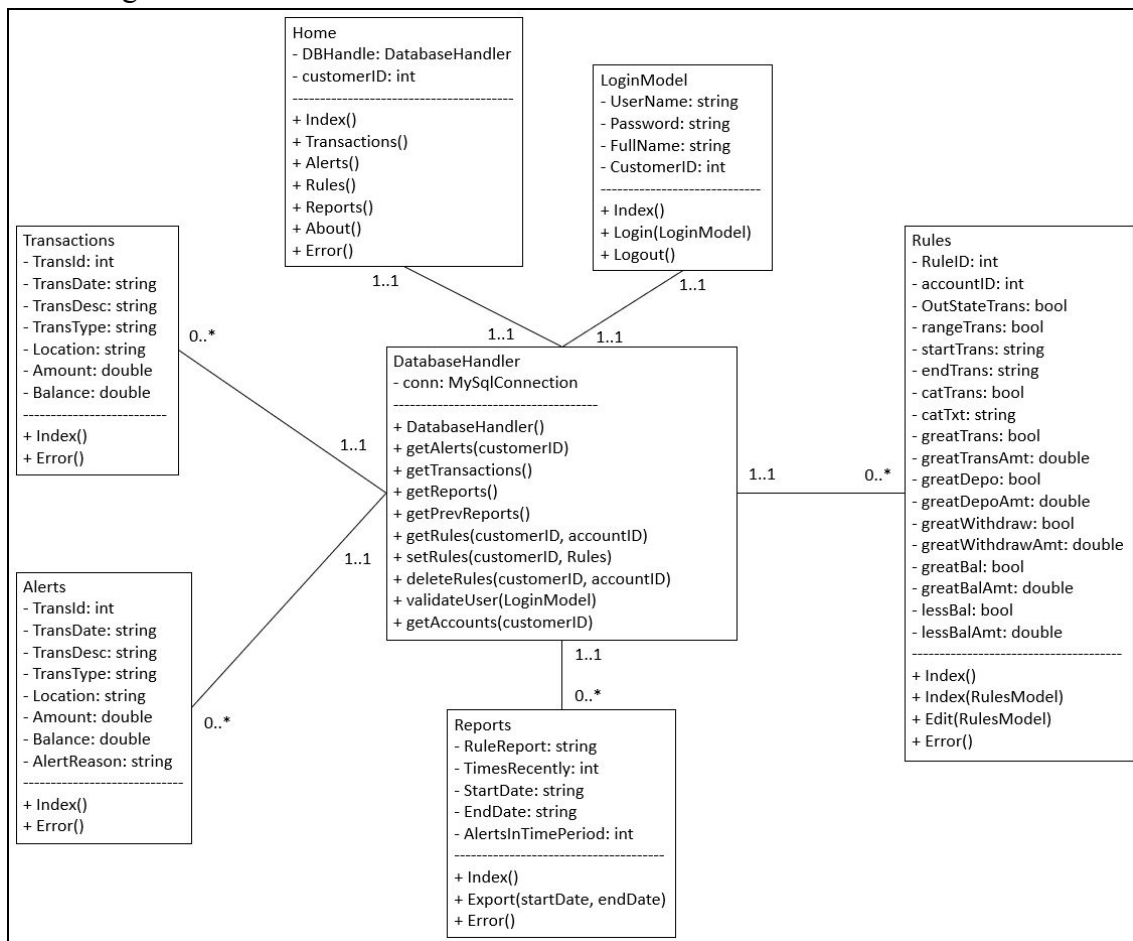 Home
- DBHandle: DatabaseHandler
- customerID: int
---------------------------------------
+ Index()
+ Transactions()
+ Alerts()
+ Rules()
+ Reports()
+ About()
+ Error()
1..1
1..1
LoginModel
- UserName: string
- Password: string
- FullName: string
- CustomerID: int
----------------------------
+ Index()
+ Login(LoginModel)
+ Logout()
1..1
1..1
Transactions
- TransId: int
- TransDate: string
- TransDesc: string
- TransType: string
- Location: string
- Amount: double
- Balance: double
-------------------------
+ Index()
+ Error()
0..*
1..1
DatabaseHandler
- conn: MySqlConnection
------------------------------------
+ DatabaseHandler()
+ getAlerts(customerID)
+ getTransactions()
+ getReports()
+ getPrevReports()
+ getRules(customerID, accountID)
+ setRules(customerID, Rules)
+ deleteRules(customerID, accountID)
+ validateUser(LoginModel)
+ getAccounts(customerID)
1..1
0..*
Rules
- RuleID: int
- accountID: int
- OutStateTrans: bool
- rangeTrans: bool
- startTrans: string
- endTrans: string
- catTrans: bool
- catTxt: string
- greatTrans: bool
- greatTransAmt: double
- greatDepo: bool
- greatDepoAmt: double
- greatWithdraw: bool
- greatWithdrawAmt: double
- greatBal: bool
- greatBalAmt: double
- lessBal: bool
- lessBalAmt: double
-------------------------------------
+ Index()
+ Index(RulesModel)
+ Edit(RulesModel)
+ Error()
1..1
0..*
Alerts
- TransId: int
- TransDate: string
- TransDesc: string
- TransType: string
- Location: string
- Amount: double
- Balance: double
- AlertReason: string
----------------------------
+ Index()
+ Error()
1..1
0..*
Reports
- RuleReport: string
- TimesRecently: int
- StartDate: string
- EndDate: string
- AlertsInTimePeriod: int
-------------------------------------
+ Index()
+ Export(startDate, endDate)
+ Error()